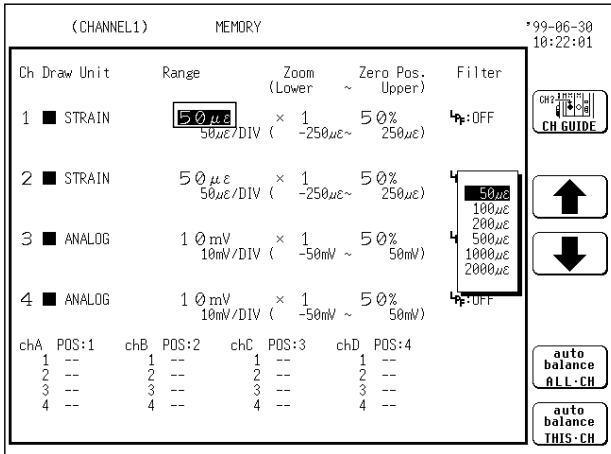 (CHANNEL1) MEMORY '99-06-30
10:22:01
Ch Draw Unit Range Zoom Zero Pos. Filter
(Lower ~ Upper)
1 ■ STRAIN 50με × 1 50% LPF:OFF
50με/DIV ( -250με~ 250με)
2 ■ STRAIN 50με × 1 50%
50με/DIV ( -250με~ 250με)
3 ■ ANALOG 10mV × 1 50%
10mV/DIV ( -50mV ~ 50mV)
4 ■ ANALOG 10mV × 1 50% LPF:OFF
10mV/DIV ( -50mV ~ 50mV)
50με
100με
200με
500με
1000με
2000με
chA POS:1 chB POS:2 chC POS:3 chD POS:4
1 -- 1 -- 1 -- 1 --
2 -- 2 -- 2 -- 2 --
3 -- 3 -- 3 -- 3 --
4 -- 4 -- 4 -- 4 --
CH?
CH GUIDE
auto
balance
ALL·CH
auto
balance
THIS·CH